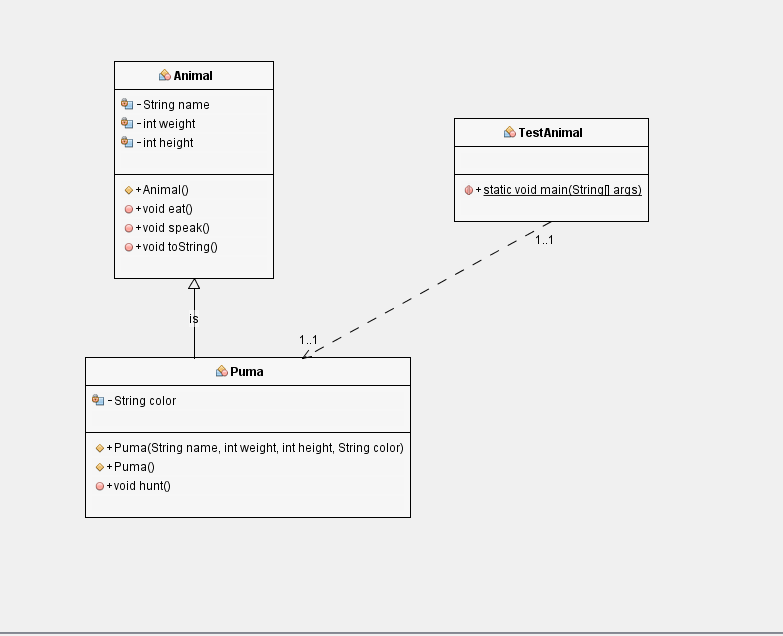 Animal
- String name
- int weight
- int height
+ Animal()
+ void eat()
+ void speak()
+ void toString()
TestAnimal
+ static void main(String[] args)
1..1
is
1..1
Puma
- String color
+ Puma(String name, int weight, int height, String color)
+ Puma()
+ void hunt()